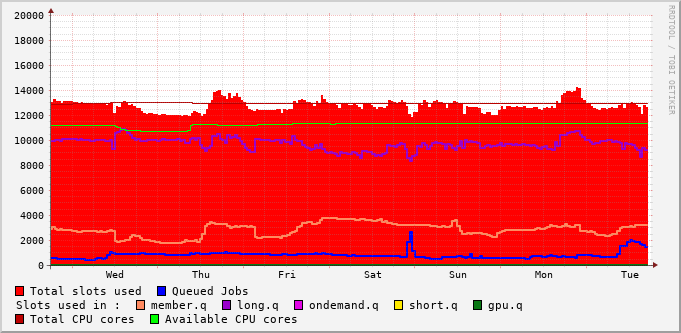 RRDTOOL / TOBI OETIKER
20000
18000
16000
14000
12000
10000
8000
6000
4000
2000
0
Wed Thu Fri Sat Sun Mon Tue
Total slots used Queued Jobs
Slots used in : member.q long.q ondemand.q short.q gpu.q
Total CPU cores Available CPU cores